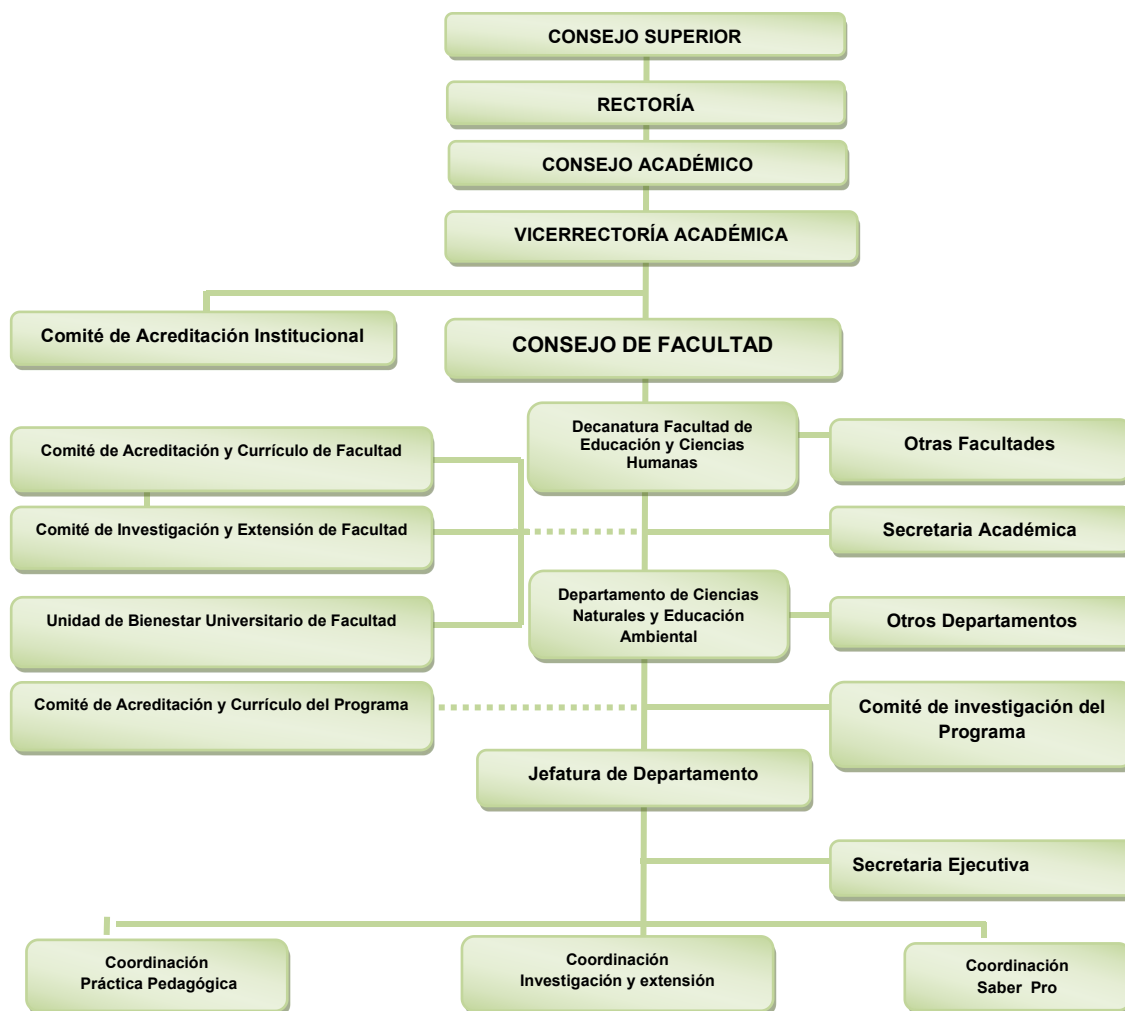 CONSEJO SUPERIOR
RECTORÍA
CONSEJO ACADÉMICO
VICERRECTORÍA ACADÉMICA
Comité de Acreditación Institucional
CONSEJO DE FACULTAD
Decanatura Facultad de
Educación y Ciencias
Humanas
Otras Facultades
Comité de Acreditación y Currículo de Facultad
Comité de Investigación y Extensión de Facultad
Secretaria Académica
Departamento de Ciencias
Naturales y Educación
Ambiental
Unidad de Bienestar Universitario de Facultad
Otros Departamentos
Comité de Acreditación y Currículo del Programa
Comité de investigación del
Programa
Jefatura de Departamento
Secretaria Ejecutiva
Coordinación
Práctica Pedagógica
Coordinación
Investigación y extensión
Coordinación
Saber Pro